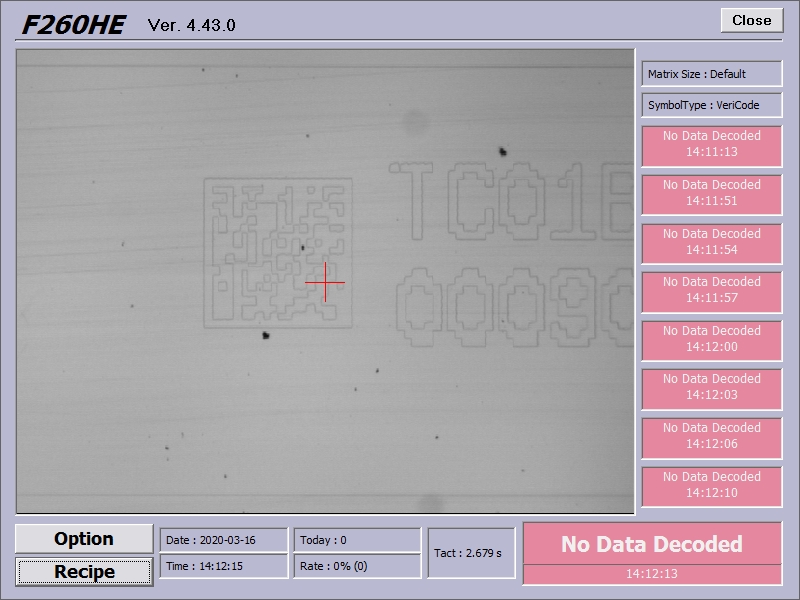 F260HE Ver. 4.43.0 Close
Matrix Size : Default
SymbolType : VeriCode
No Data Decoded
14:11:13
No Data Decoded
14:11:51
No Data Decoded
14:11:54
No Data Decoded
14:11:57
No Data Decoded
14:12:00
No Data Decoded
14:12:03
No Data Decoded
14:12:06
No Data Decoded
14:12:10
TC01
0009
Option
Recipe
Date : 2020-03-16
Time : 14:12:15
Today : 0
Rate : 0% (0)
Tact : 2.679 s
No Data Decoded
14:12:13